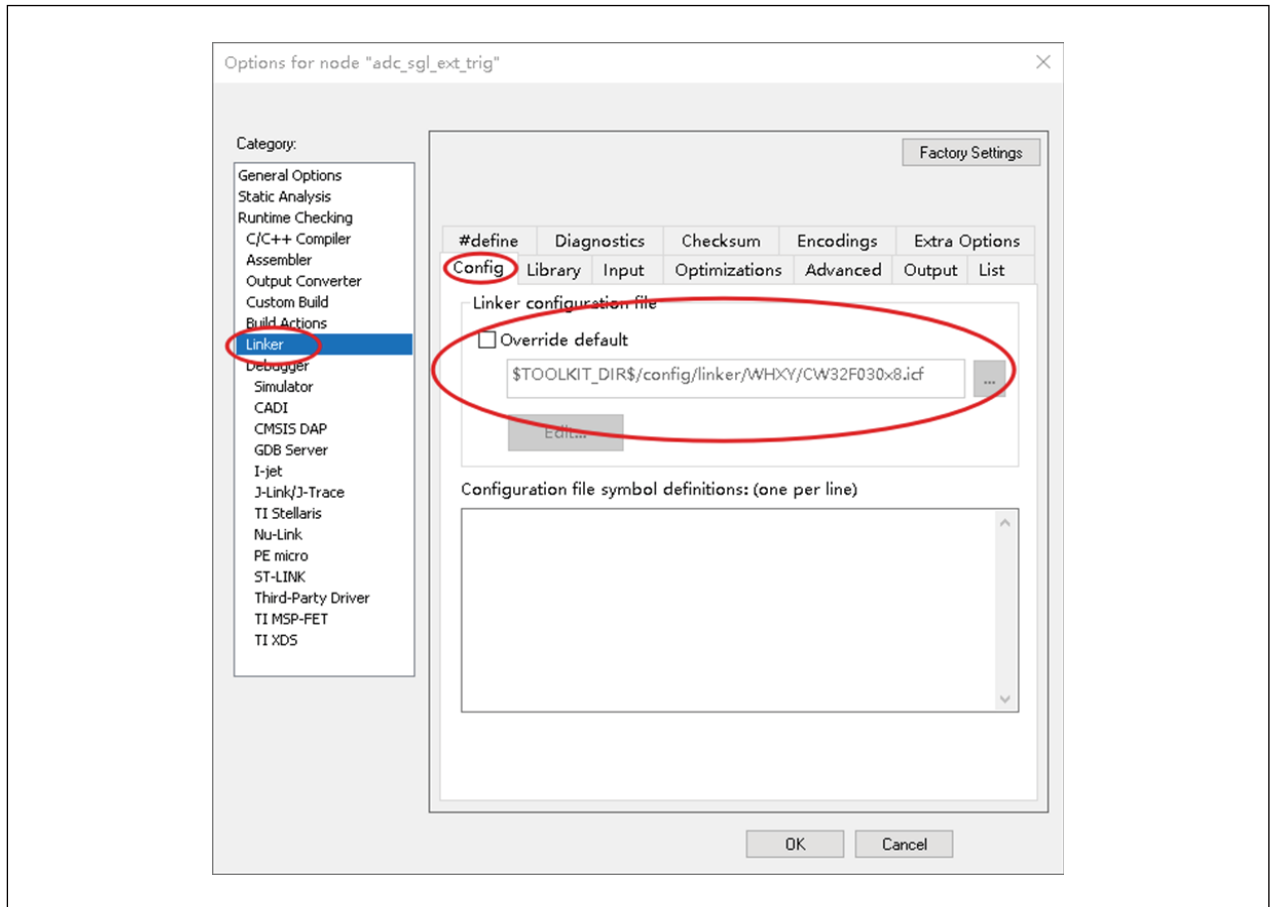 Options for node "adc_sgl_ext_trig"
Category:
General Options
Static Analysis
Runtime Checking
C/C++ Compiler
Assembler
Output Converter
Custom Build
Build Actions
Linker
Debugger
Simulator
CADI
CMSIS DAP
GDB Server
I-jet
J-Link/J-Trace
TI Stellaris
Nu-Link
PE micro
ST-LINK
Third-Party Driver
TI MSP-FET
TI XDS
Factory Settings
#define Diagnostics Checksum Encodings Extra Options
Config Library Input Optimizations Advanced Output List
Linker configuration file
Override default
$TOOLKIT_DIR$/config/linker/WHXY/CW32F030x8.icf ...
Edit...
Configuration file symbol definitions: (one per line)
OK Cancel